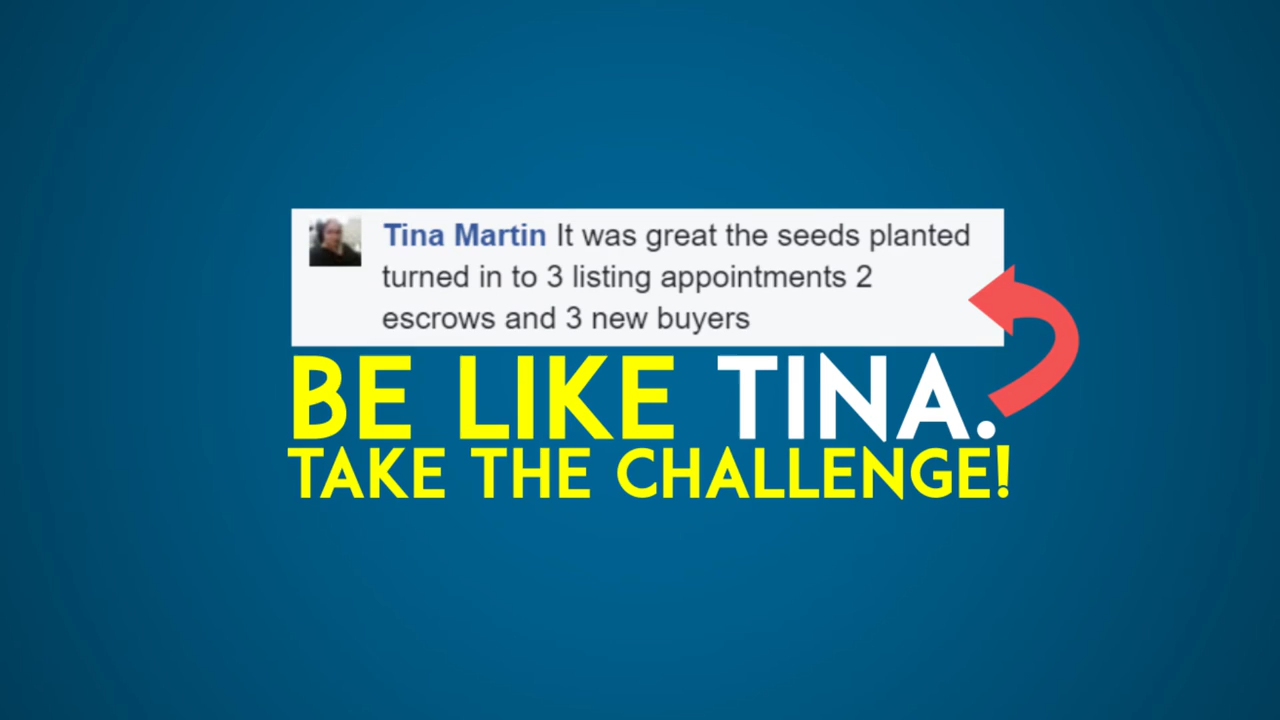 Tina Martin It was great the seeds planted
turned in to 3 listing appointments 2
escrows and 3 new buyers
BE LIKE TINA.
TAKE THE CHALLENGE!